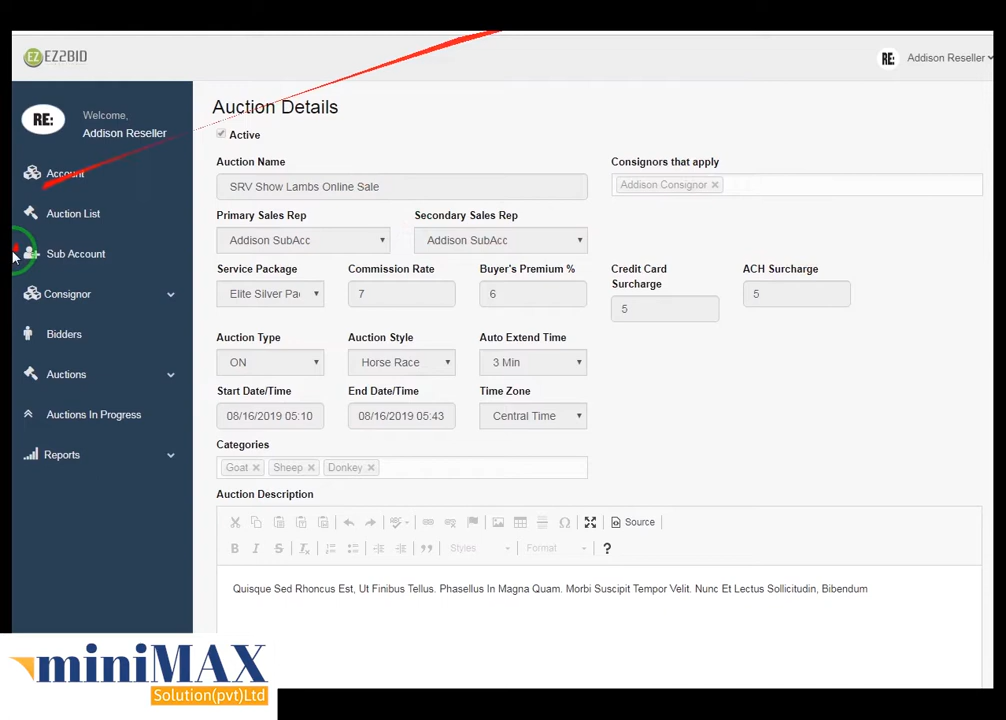 EZ EZ2BID
RE: Addison Reseller
RE: Welcome,
Addison Reseller
Account
Auction List
Sub Account
Consignor
Bidders
Auctions
Auctions In Progress
Reports
Auction Details
Active
Auction Name
Consignors that apply
SRV Show Lambs Online Sale
Addison Consignor
Primary Sales Rep
Secondary Sales Rep
Addison SubAcc
Addison SubAcc
Service Package
Commission Rate
Buyer's Premium %
Credit Card
Surcharge
ACH Surcharge
Elite Silver Pa
7
6
5
5
Auction Type
Auction Style
Auto Extend Time
ON
Horse Race
3 Min
Start Date/Time
End Date/Time
Time Zone
08/16/2019 05:10
08/16/2019 05:43
Central Time
Categories
Goat
Sheep
Donkey
Auction Description
Source
Styles
Format
Quisque Sed Rhoncus Est, Ut Finibus Tellus. Phasellus In Magna Quam. Morbi Suscipit Tempor Velit. Nunc Et Lectus Sollicitudin, Bibendum
miniMAX
Solution(pvt)Ltd